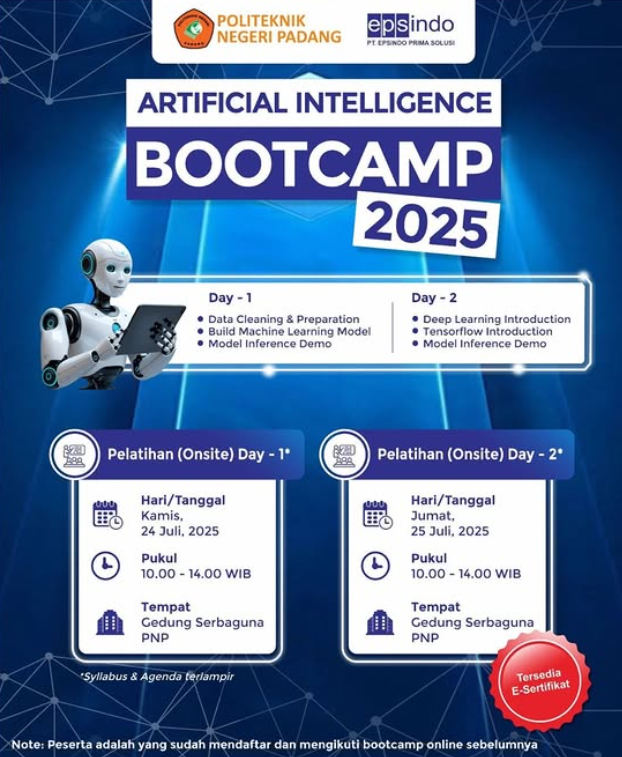 POLITEKNIK
NEGERI PADANG
epsindo
PT. EPSINDO PRIMA SOLUSI
ARTIFICIAL INTELLIGENCE
BOOTCAMP
2025
Day - 1
• Data Cleaning & Preparation
• Build Machine Learning Model
• Model Inference Demo
Day - 2
• Deep Learning Introduction
• Tensorflow Introduction
• Model Inference Demo
Pelatihan (Onsite) Day - 1*
Hari/Tanggal
Kamis,
24 Juli, 2025
Pukul
10.00 - 14.00 WIB
Tempat
Gedung Serbaguna
PNP
Pelatihan (Onsite) Day - 2*
Hari/Tanggal
Jumat,
25 Juli, 2025
Pukul
10.00 - 14.00 WIB
Tempat
Gedung Serbaguna
PNP
*Syllabus & Agenda terlampir
Tersedia
E-Sertifikat
Note: Peserta adalah yang sudah mendaftar dan mengikuti bootcamp online sebelumnya